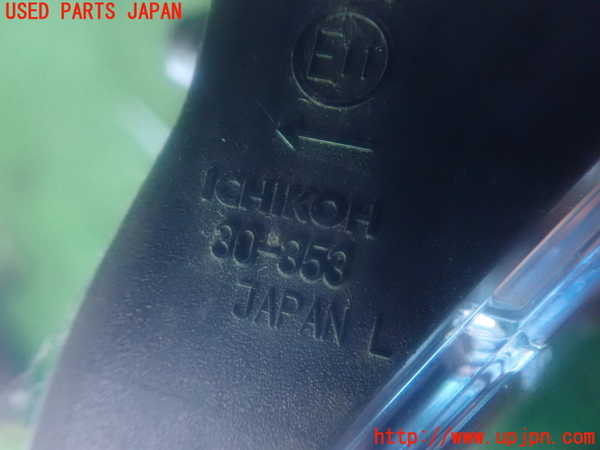 USED PARTS JAPAN
E11
ICHIKOH
30-353
JAPAN L
http://www.upjpn.com